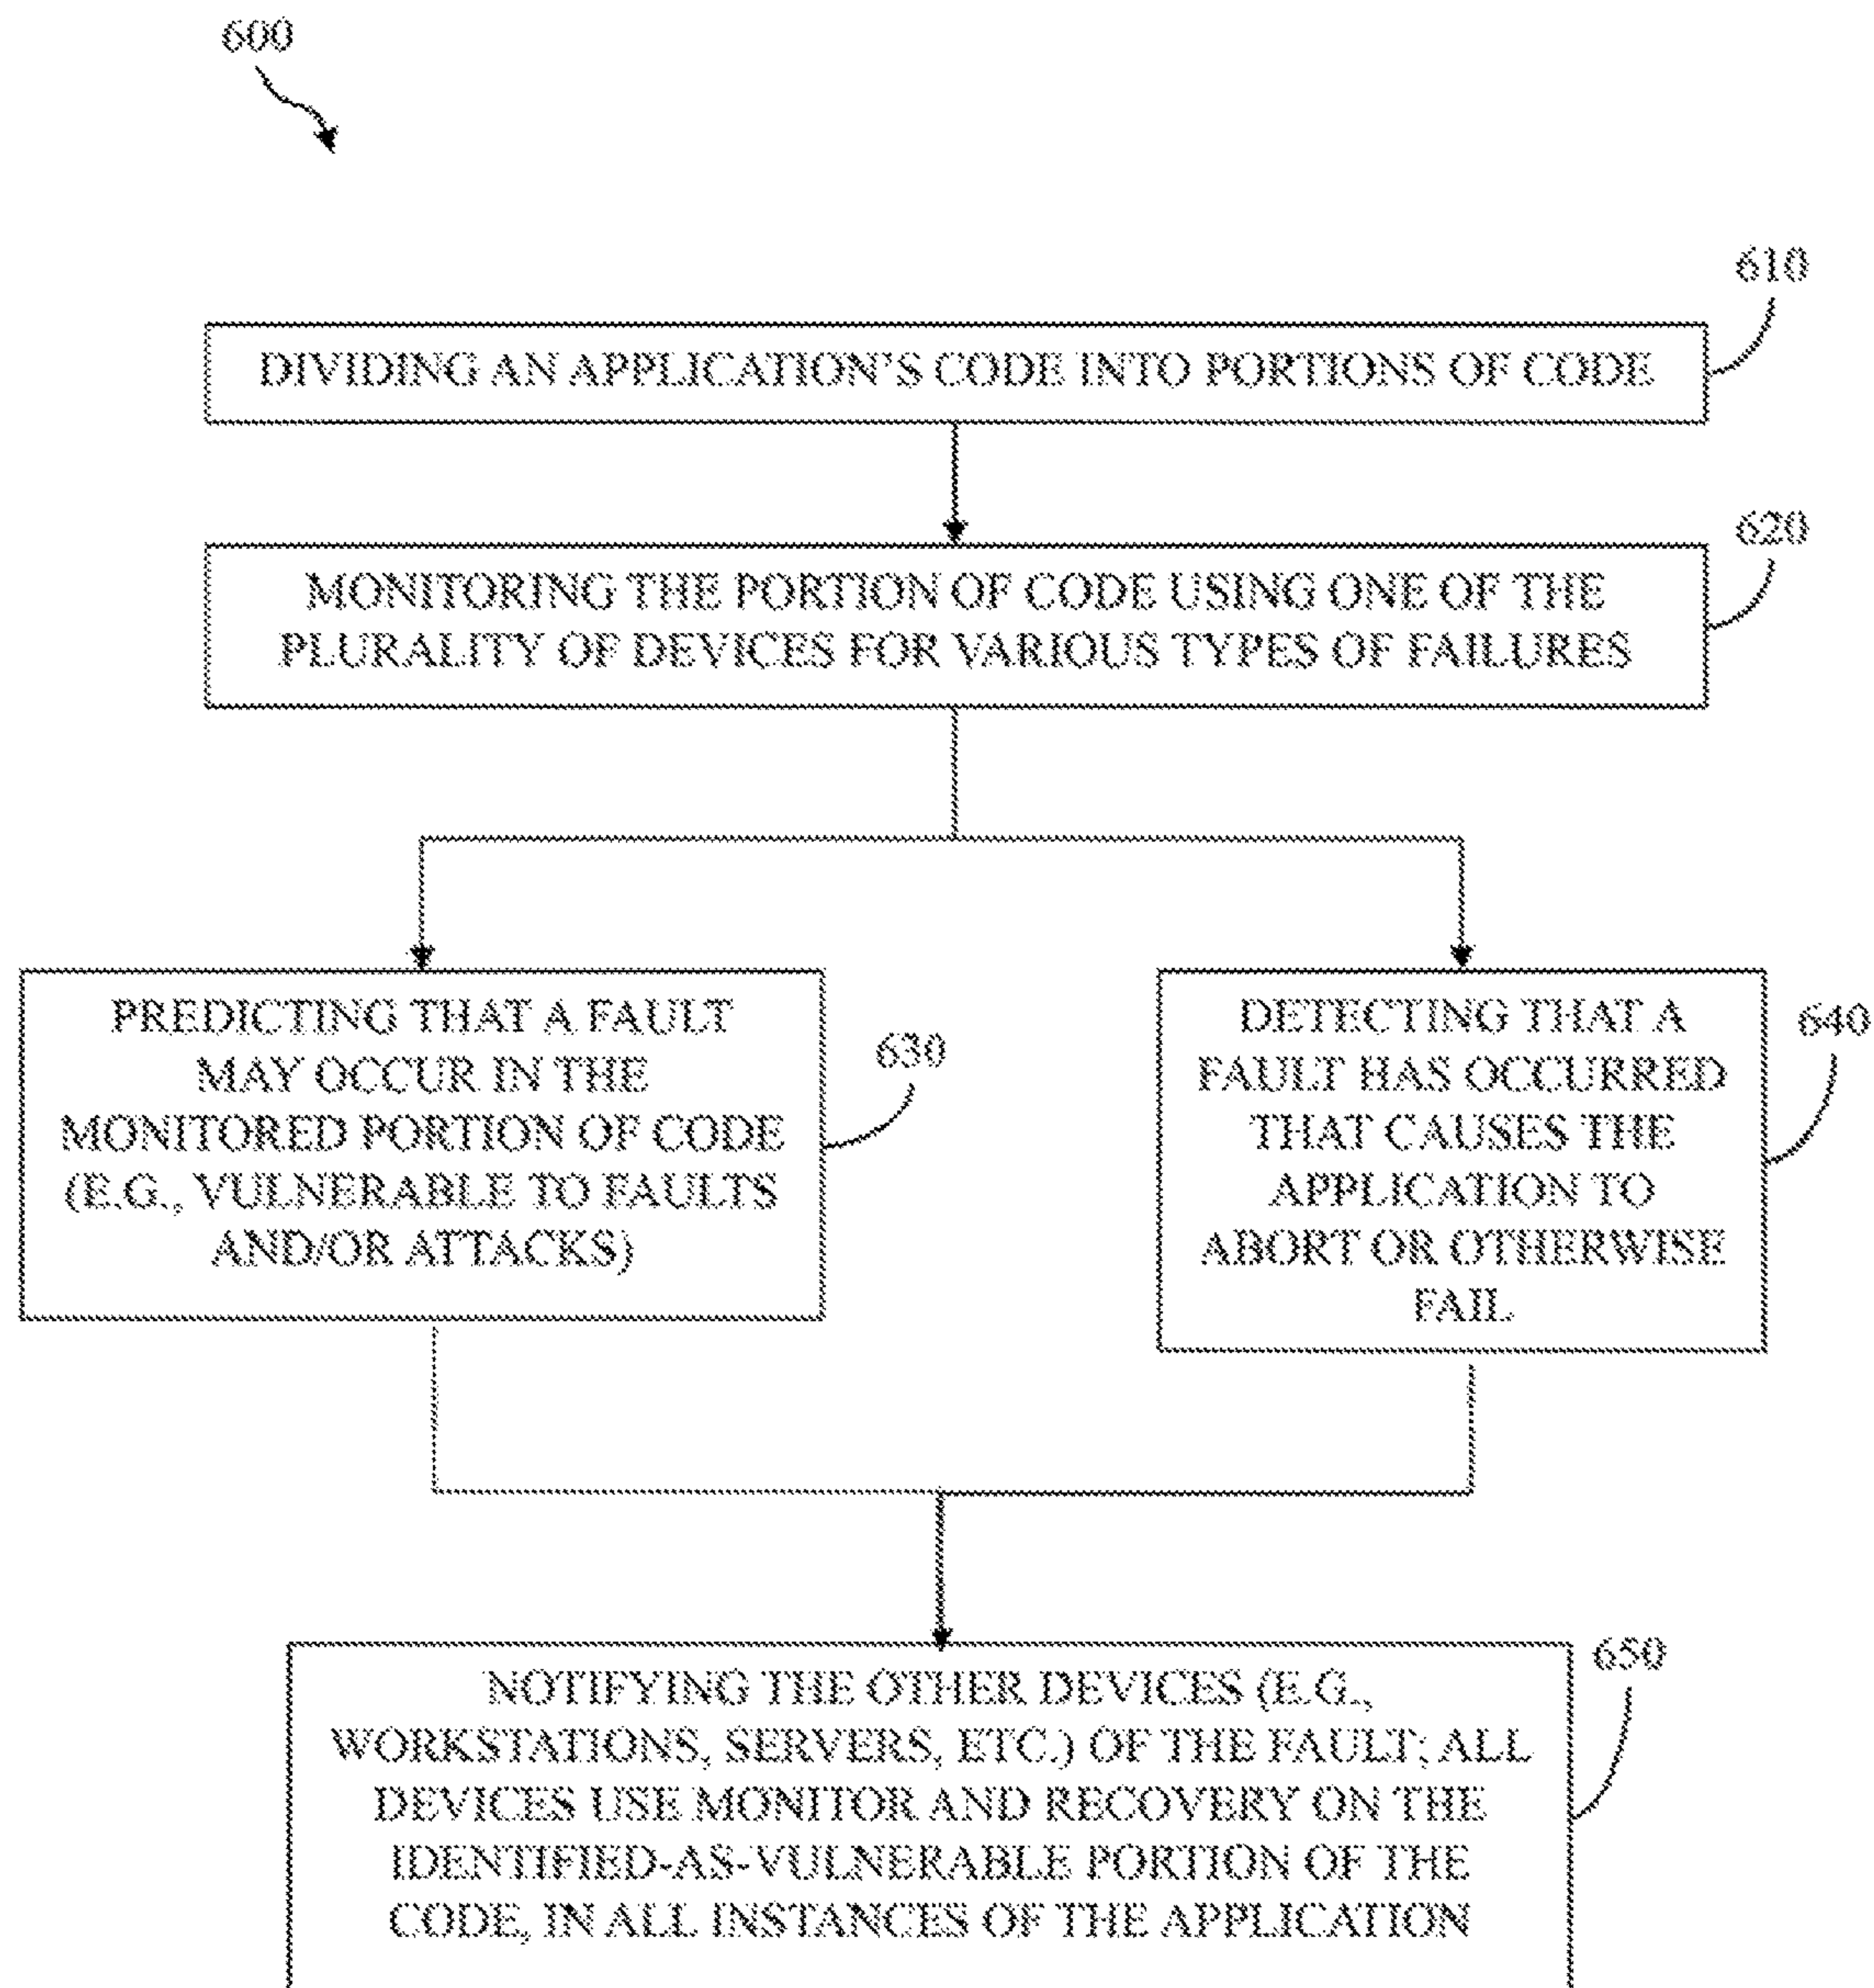 600
610
DIVIDING AN APPLICATION'S CODE INTO PORTIONS OF CODE
620
MONITORING THE PORTION OF CODE USING ONE OF THE
PLURALITY OF DEVICES FOR VARIOUS TYPES OF FAILURES
630
PREDICTING THAT A FAULT
MAY OCCUR IN THE
MONITORED PORTION OF CODE
(E.G., VULNERABLE TO FAULTS
AND/OR ATTACKS)
640
DETECTING THAT A
FAULT HAS OCCURRED
THAT CAUSES THE
APPLICATION TO
ABORT OR OTHERWISE
FAIL
650
NOTIFYING THE OTHER DEVICES (E.G.,
WORKSTATIONS, SERVERS, ETC.) OF THE FAULT; ALL
DEVICES USE MONITOR AND RECOVERY ON THE
IDENTIFIED-AS-VULNERABLE PORTION OF THE
CODE, IN ALL INSTANCES OF THE APPLICATION